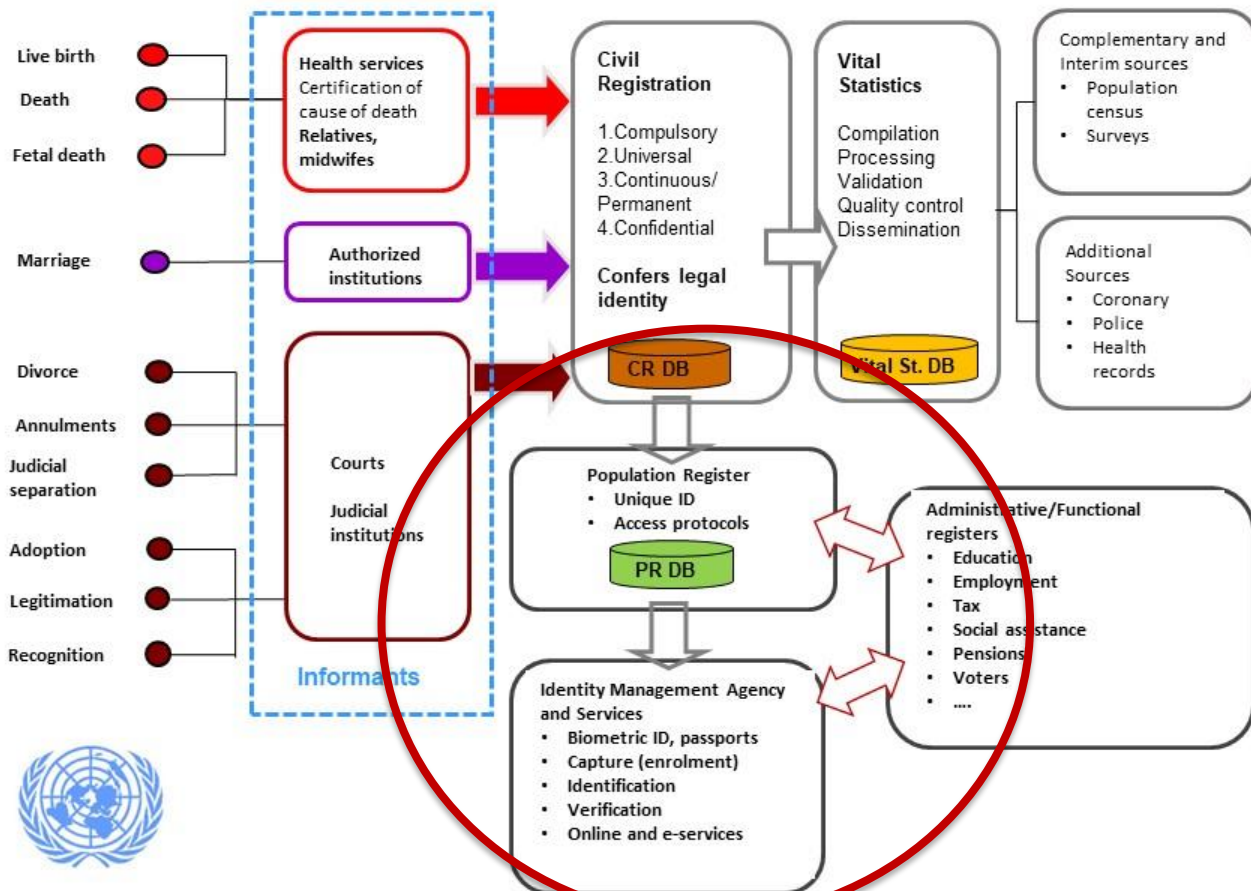 Live birth
Death
Fetal death
Marriage
Divorce
Annulments
Judicial
separation
Adoption
Legitimation
Recognition
Health services
Certification of
cause of death
Relatives,
midwifes
Authorized
institutions
Courts
Judicial
institutions
Informants
Civil
Registration
1.Compulsory
2.Universal
3.Continuous/
Permanent
4.Confidential
Confers legal
identity
CR DB
Vital
Statistics
Compilation
Processing
Validation
Quality control
Dissemination
Vital St. DB
Complementary and
Interim sources
• Population
census
• Surveys
Additional
Sources
• Coronary
• Police
• Health
records
Population Register
• Unique ID
• Access protocols
PR DB
Administrative/Functional
registers
• Education
• Employment
• Tax
• Social assistance
• Pensions
• Voters
• ....
Identity Management Agency
and Services
• Biometric ID, passports
• Capture (enrolment)
• Identification
• Verification
• Online and e-services